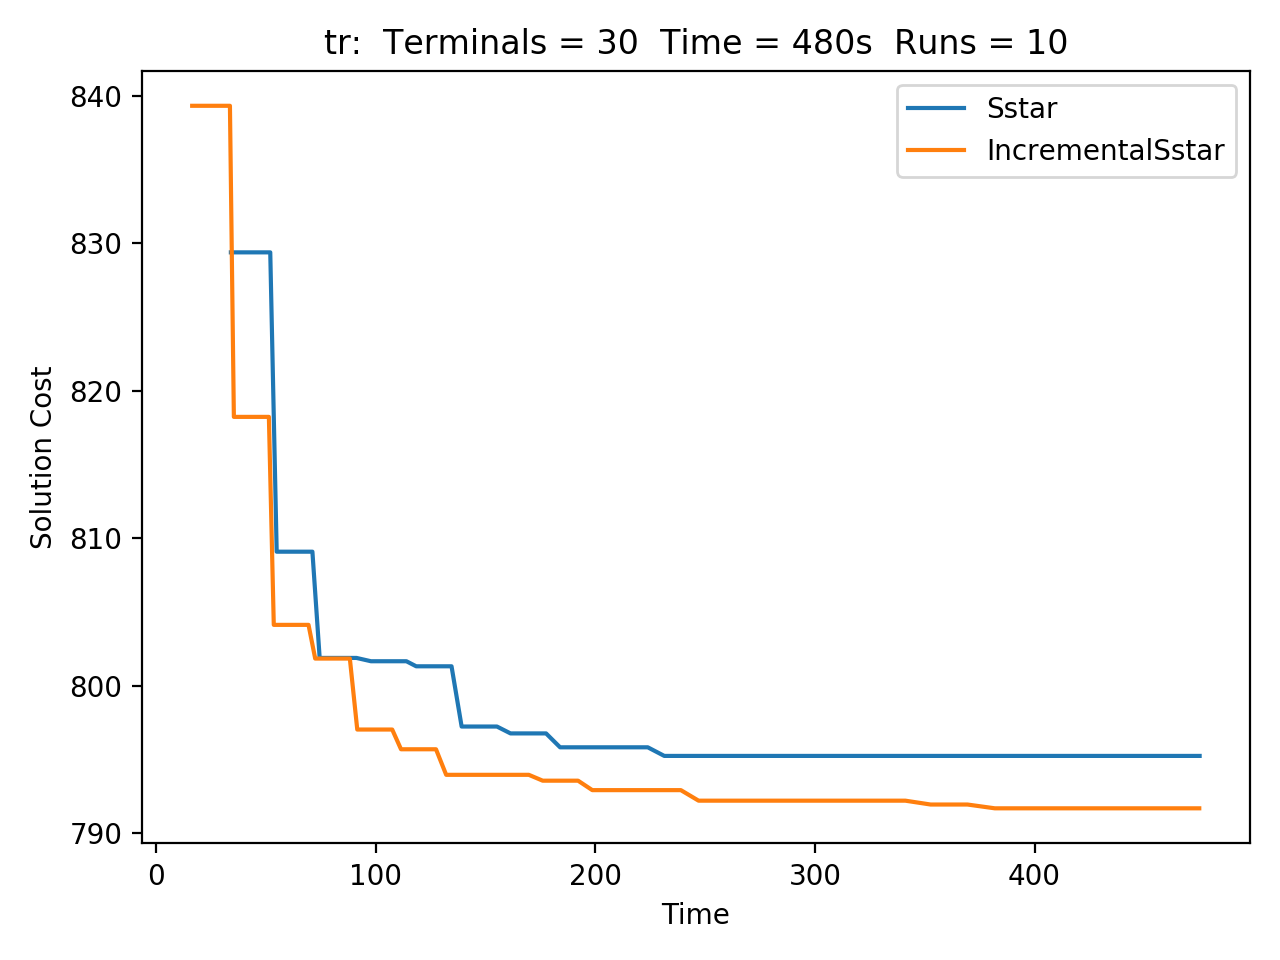 tr:  Terminals = 30  Time = 480s  Runs = 10
Sstar
IncrementalSstar
840
830
820
810
800
790
Solution Cost
0
100
200
300
400
Time